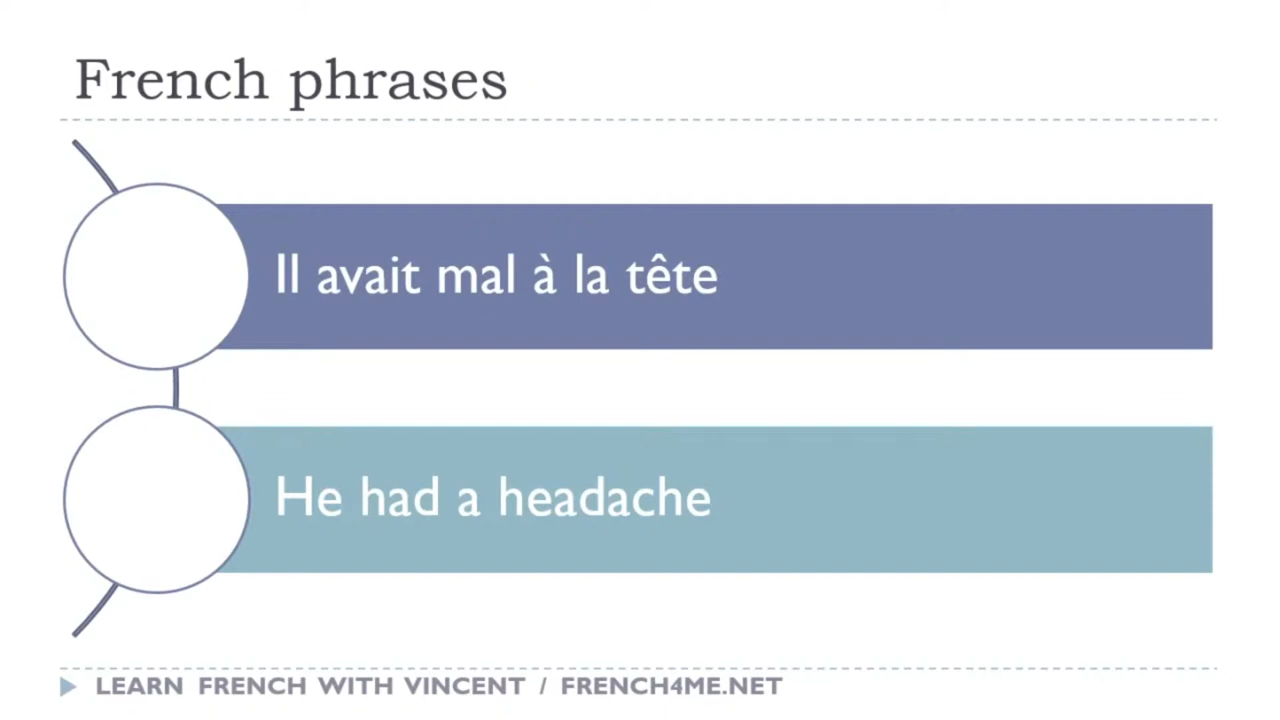 French phrases
Il avait mal à la tête
He had a headache
LEARN FRENCH WITH VINCENT / FRENCH4ME.NET